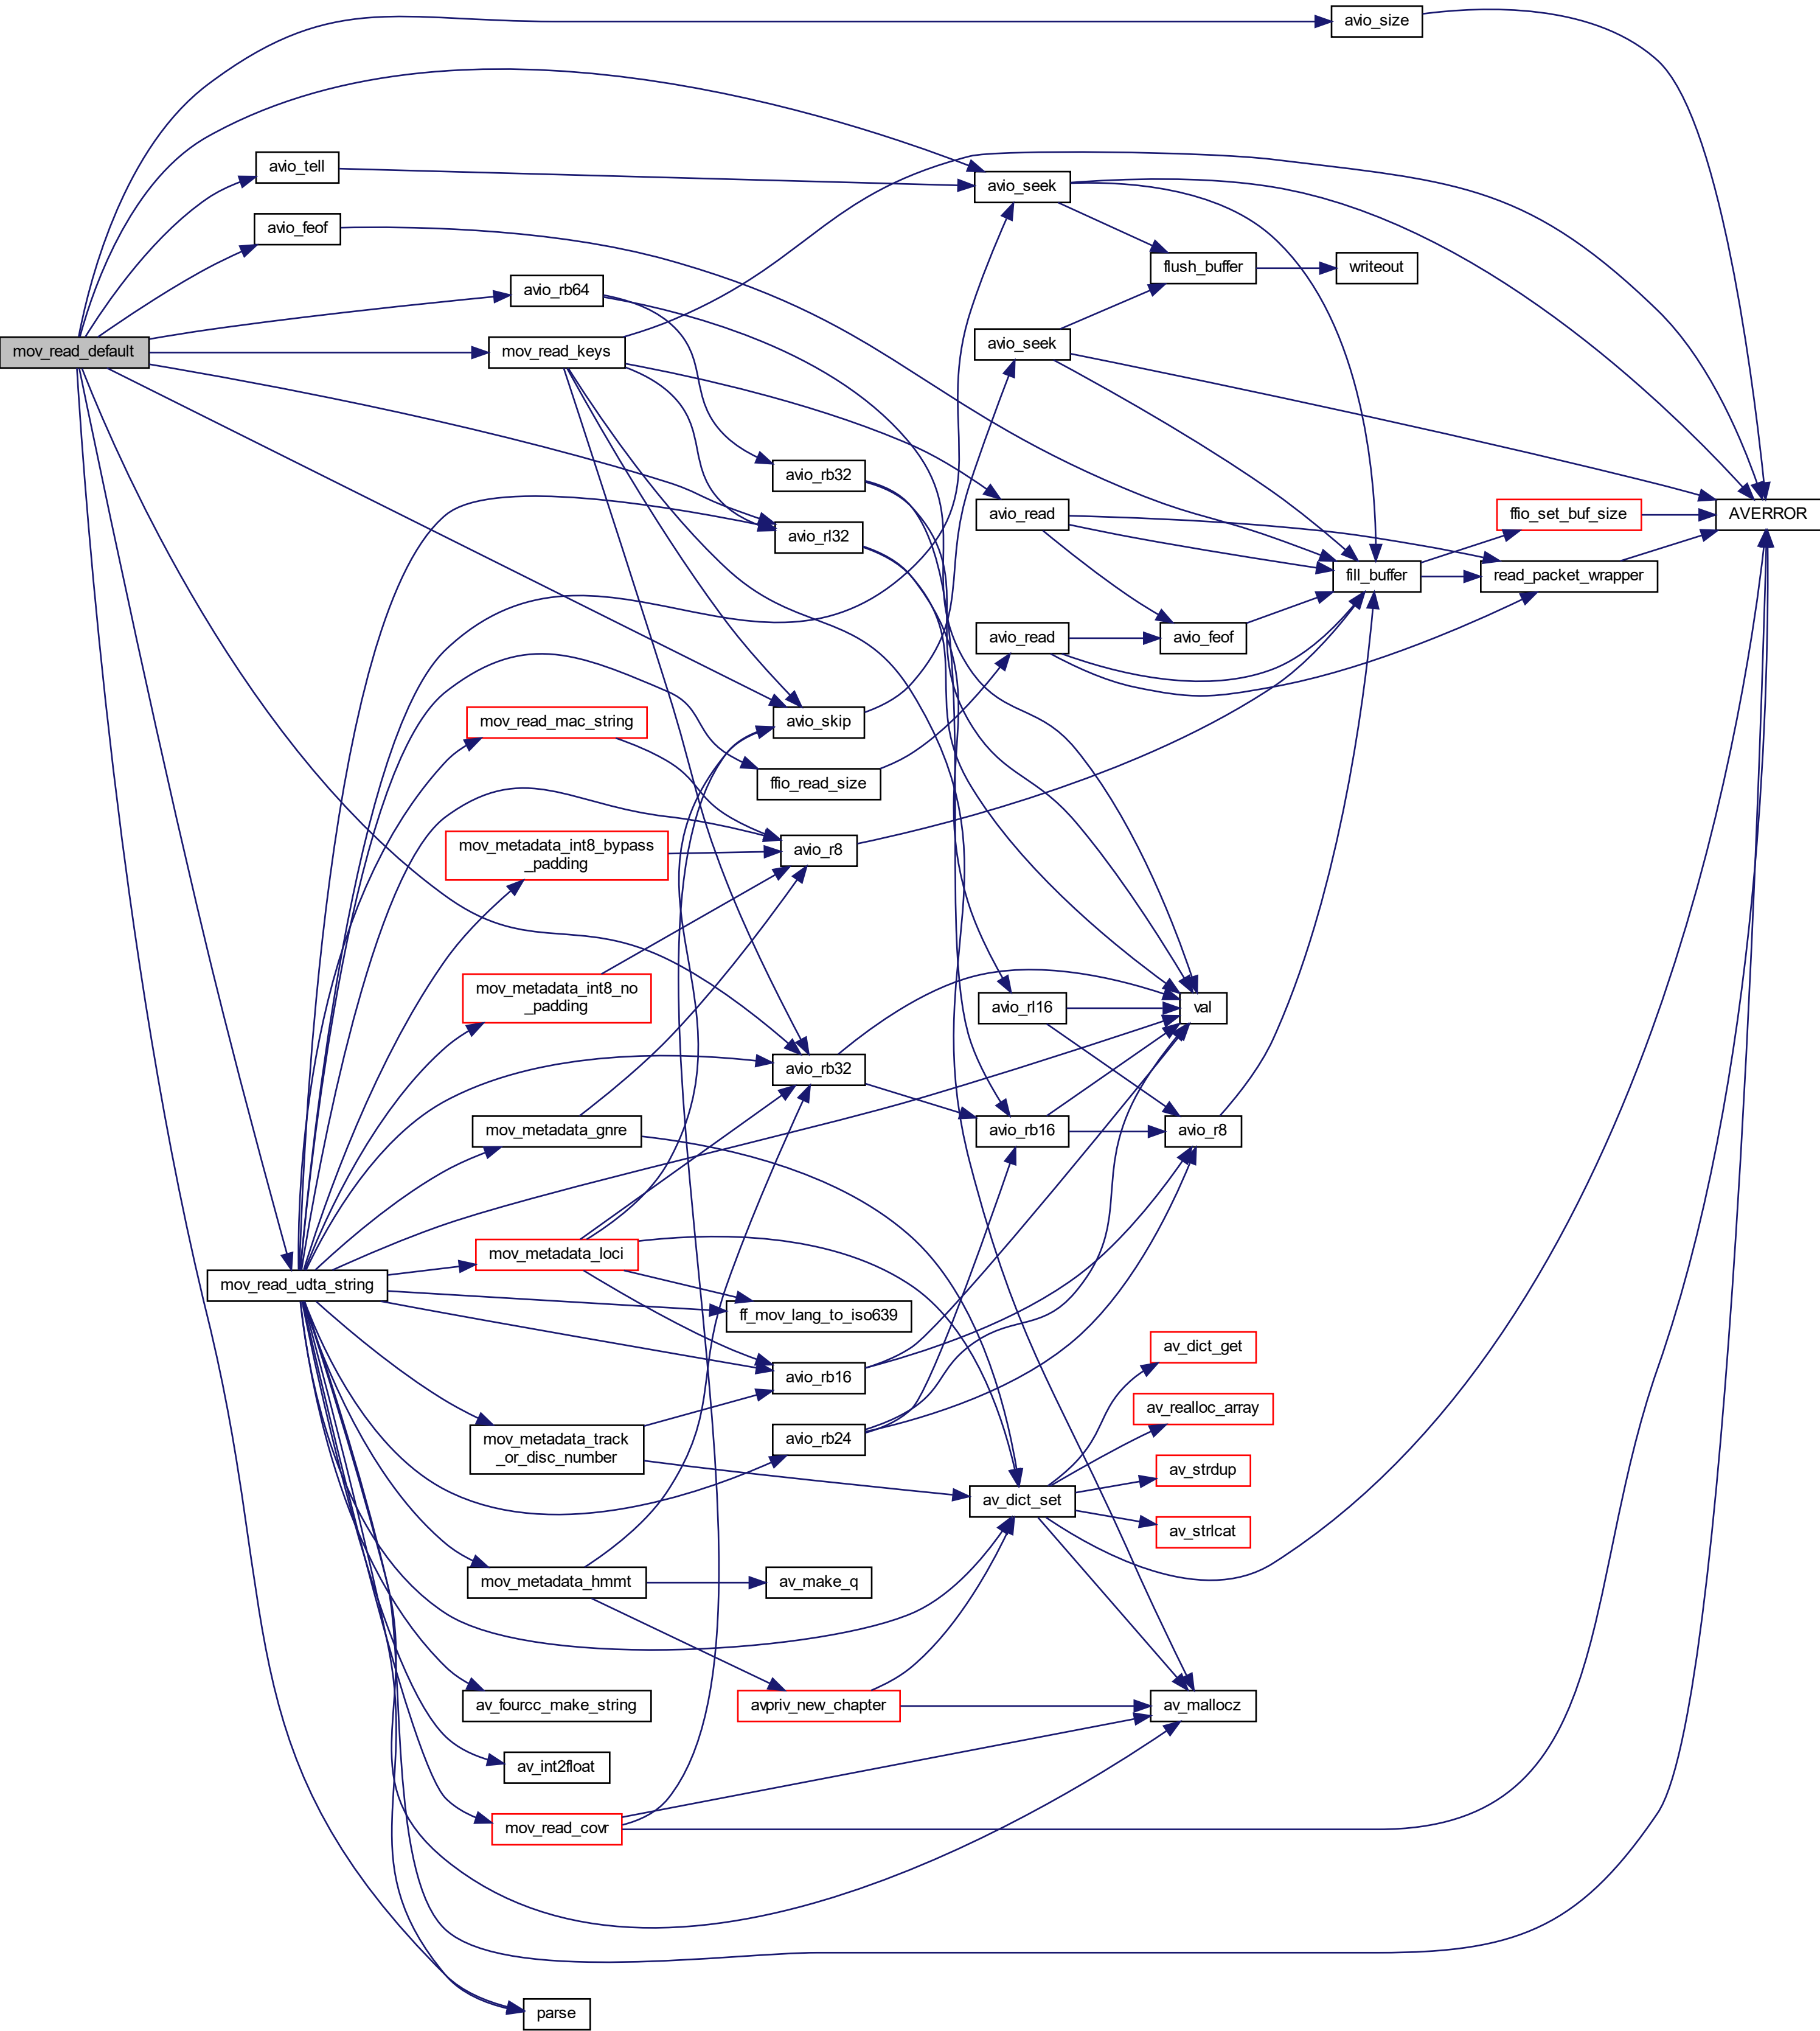 avio_size
avio_tell
avio_seek
avio_feof
flush_buffer
writeout
avio_rb64
mov_read_default
mov_read_keys
avio_seek
avio_rb32
avio_read
ffio_set_buf_size
AVERROR
avio_rl32
fill_buffer
read_packet_wrapper
avio_read
avio_feof
mov_read_mac_string
avio_skip
ffio_read_size
mov_metadata_int8_bypass
_padding
avio_r8
mov_metadata_int8_no
_padding
avio_rl16
val
avio_rb32
mov_metadata_gnre
avio_rb16
avio_r8
mov_metadata_loci
mov_read_udta_string
ff_mov_lang_to_iso639
av_dict_get
avio_rb16
av_realloc_array
mov_metadata_track
_or_disc_number
avio_rb24
av_strdup
av_dict_set
av_strlcat
mov_metadata_hmmt
av_make_q
av_fourcc_make_string
avpriv_new_chapter
av_mallocz
av_int2float
mov_read_covr
parse